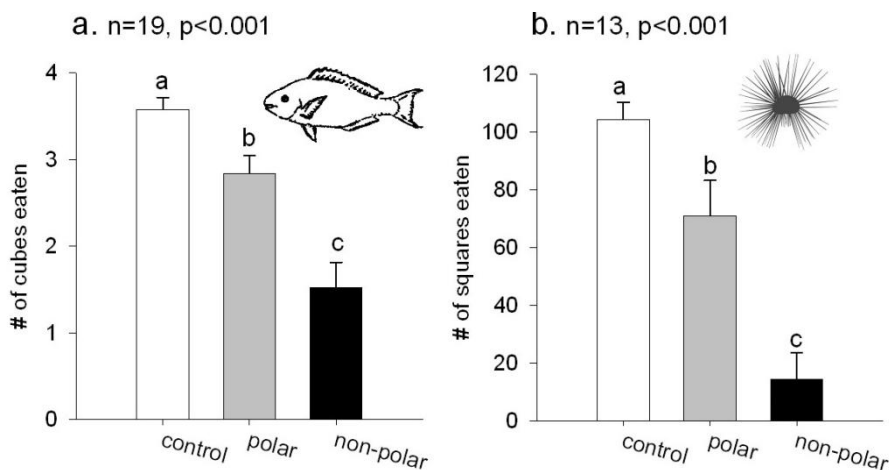 a. n=19, p<0.001
# of cubes eaten
4
3
2
1
0
a
b
c
control
polar
non-polar
b. n=13, p<0.001
# of squares eaten
120
100
80
60
40
20
0
a
b
c
control
polar
non-polar